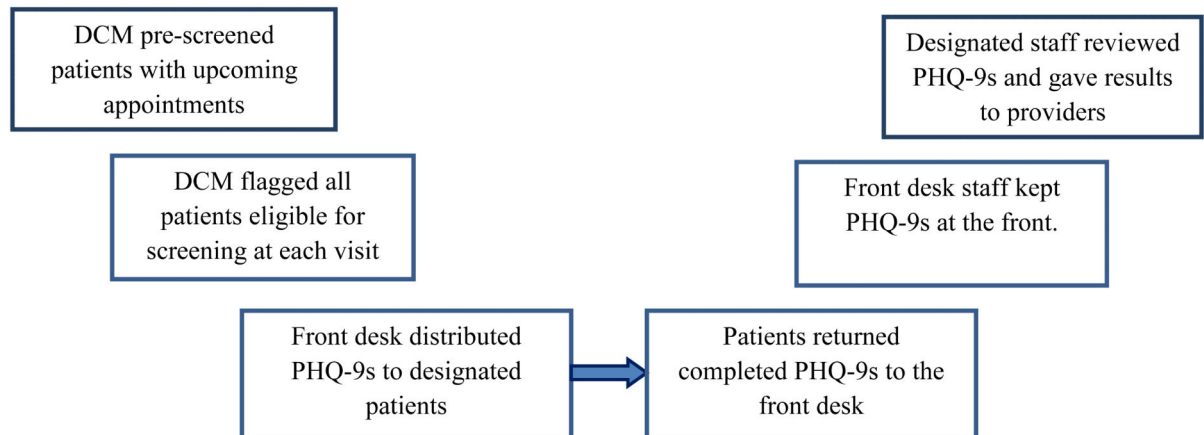 DCM pre-screened
patients with upcoming
appointments
DCM flagged all
patients eligible for
screening at each visit
Front desk distributed
PHQ-9s to designated
patients
Patients returned
completed PHQ-9s to the
front desk
Front desk staff kept
PHQ-9s at the front.
Designated staff reviewed
PHQ-9s and gave results
to providers